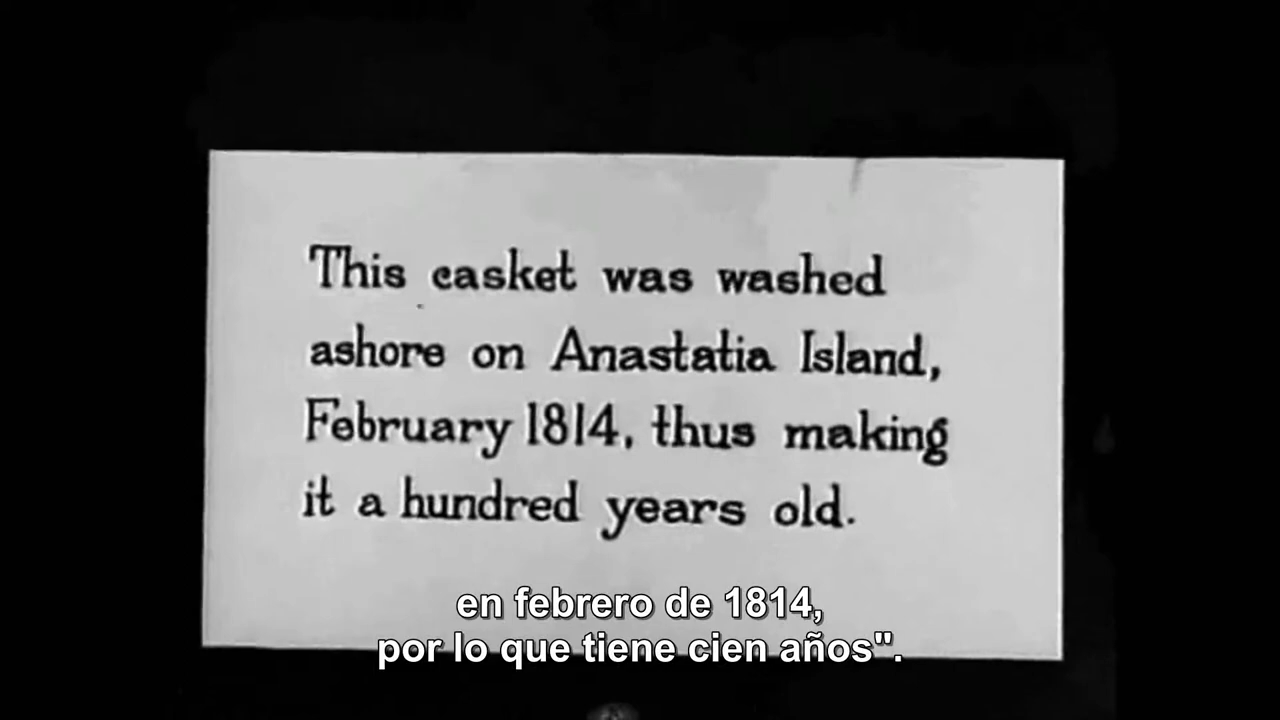 This casket was washed
ashore on Anastatia Island,
February 1814, thus making
it a hundred years old.
en febrero de 1814,
por lo que tiene cien años".